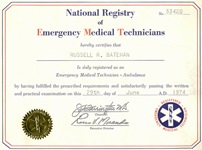 National Registry
No. 53420
of
Emergency Medical Technicians
hereby certifies that
RUSSELL R. BATEMAN
is duly registered as an
Emergency Medical Technician - Ambulance
by having fulfilled the prescribed requirements and satisfactorily passing the written
and practical examination on this 29th day of June A.D. 1974
Executive Director